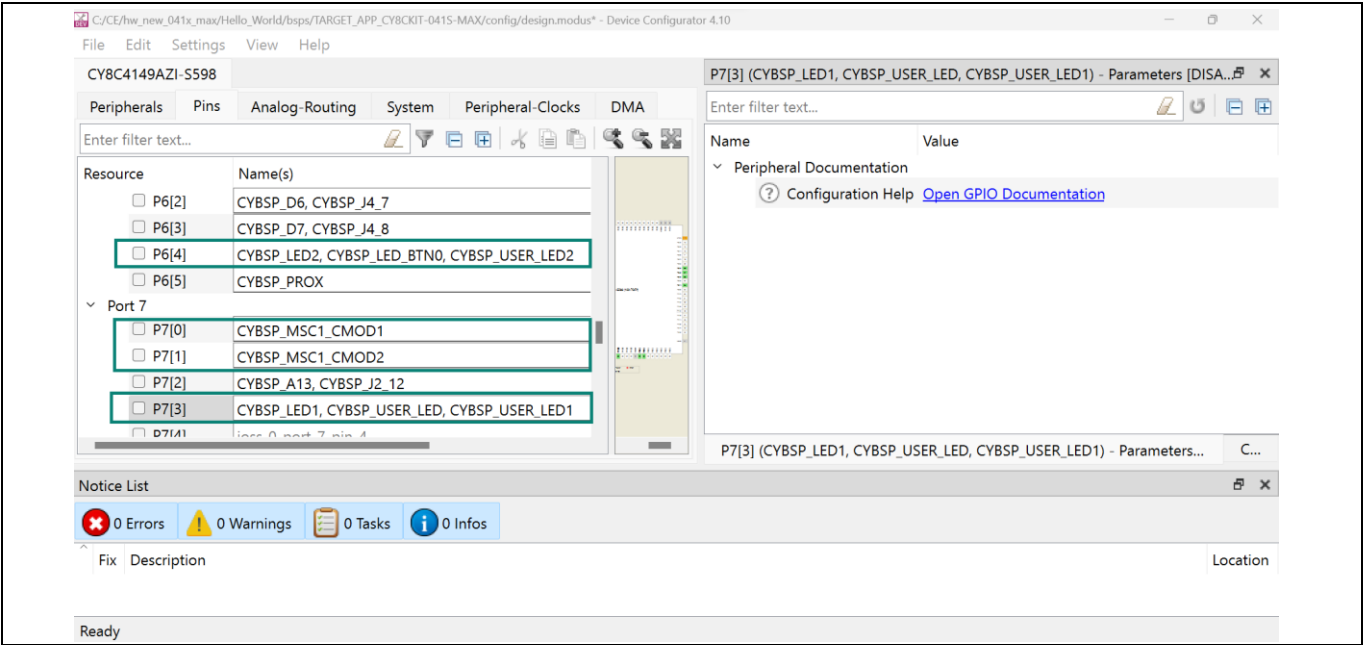 C:/CE/hw_new_041x_max/Hello_World/bsps/TARGET_APP_CY8CKIT-041S-MAX/config/design.modus* - Device Configurator 4.10
File Edit Settings View Help
CY8C4149AZI-S598
Peripherals Pins Analog-Routing System Peripheral-Clocks DMA
Enter filter text...
Resource Name(s)
P6[2] CYBSP_D6, CYBSP_J4_7
P6[3] CYBSP_D7, CYBSP_J4_8
P6[4] CYBSP_LED2, CYBSP_LED_BTN0, CYBSP_USER_LED2
P6[5] CYBSP_PROX
Port 7
P7[0] CYBSP_MSC1_CMOD1
P7[1] CYBSP_MSC1_CMOD2
P7[2] CYBSP_A13, CYBSP_J2_12
P7[3] CYBSP_LED1, CYBSP_USER_LED, CYBSP_USER_LED1
P7[4] ioss_0_port_7_pin_4
P7[3] (CYBSP_LED1, CYBSP_USER_LED, CYBSP_USER_LED1) - Parameters [DISA...
Enter filter text...
Name Value
Peripheral Documentation
Configuration Help Open GPIO Documentation
P7[3] (CYBSP_LED1, CYBSP_USER_LED, CYBSP_USER_LED1) - Parameters... C...
Notice List
0 Errors 0 Warnings 0 Tasks 0 Infos
Fix Description Location
Ready